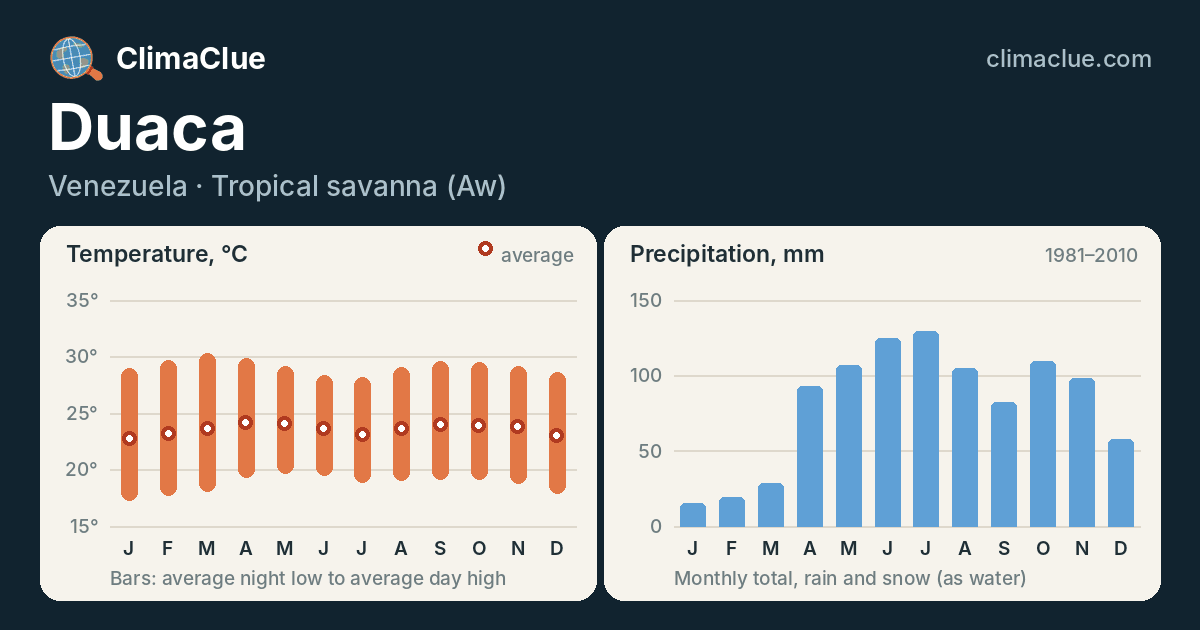 ClimaClue
climaclue.com
Duaca
Venezuela · Tropical savanna (Aw)
Temperature, °C
average
35°
30°
25°
20°
15°
J F M A M J J A S O N D
Bars: average night low to average day high
Precipitation, mm
1981–2010
150
100
50
0
J F M A M J J A S O N D
Monthly total, rain and snow (as water)